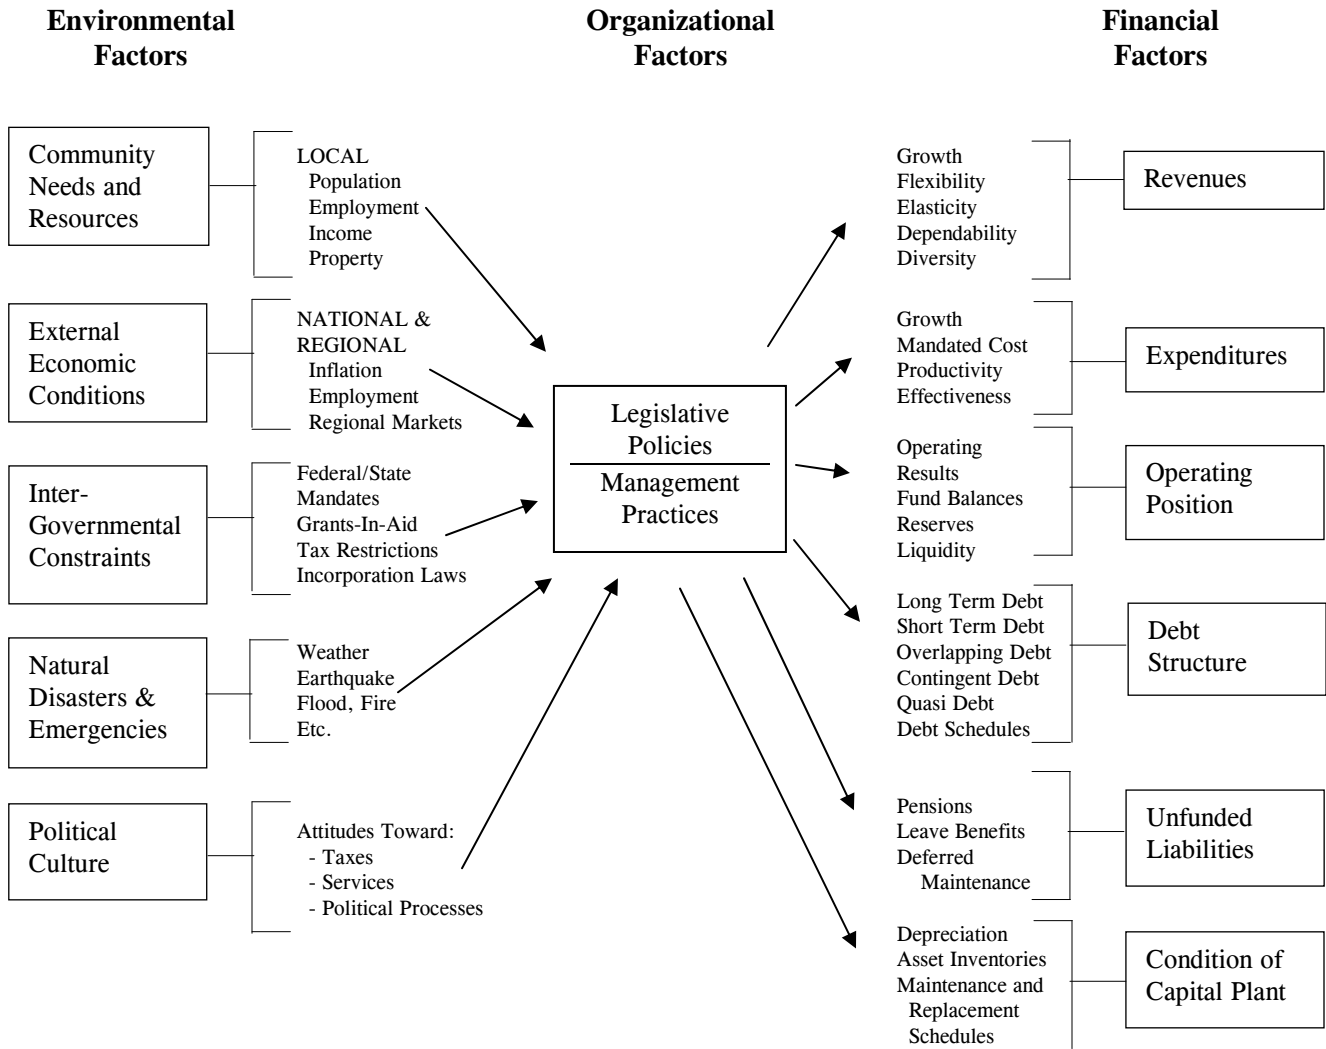 Environmental
Factors
Organizational
Factors
Financial
Factors
Community
Needs and
Resources
LOCAL
Population
Employment
Income
Property
External
Economic
Conditions
NATIONAL &
REGIONAL
Inflation
Employment
Regional Markets
Inter-
Governmental
Constraints
Federal/State
Mandates
Grants-In-Aid
Tax Restrictions
Incorporation Laws
Natural
Disasters &
Emergencies
Weather
Earthquake
Flood, Fire
Etc.
Political
Culture
Attitudes Toward:
- Taxes
- Services
- Political Processes
Legislative
Policies
Management
Practices
Growth
Flexibility
Elasticity
Dependability
Diversity
Revenues
Growth
Mandated Cost
Productivity
Effectiveness
Expenditures
Operating
Results
Fund Balances
Reserves
Liquidity
Operating
Position
Long Term Debt
Short Term Debt
Overlapping Debt
Contingent Debt
Quasi Debt
Debt Schedules
Debt
Structure
Pensions
Leave Benefits
Deferred
Maintenance
Unfunded
Liabilities
Depreciation
Asset Inventories
Maintenance and
Replacement
Schedules
Condition of
Capital Plant